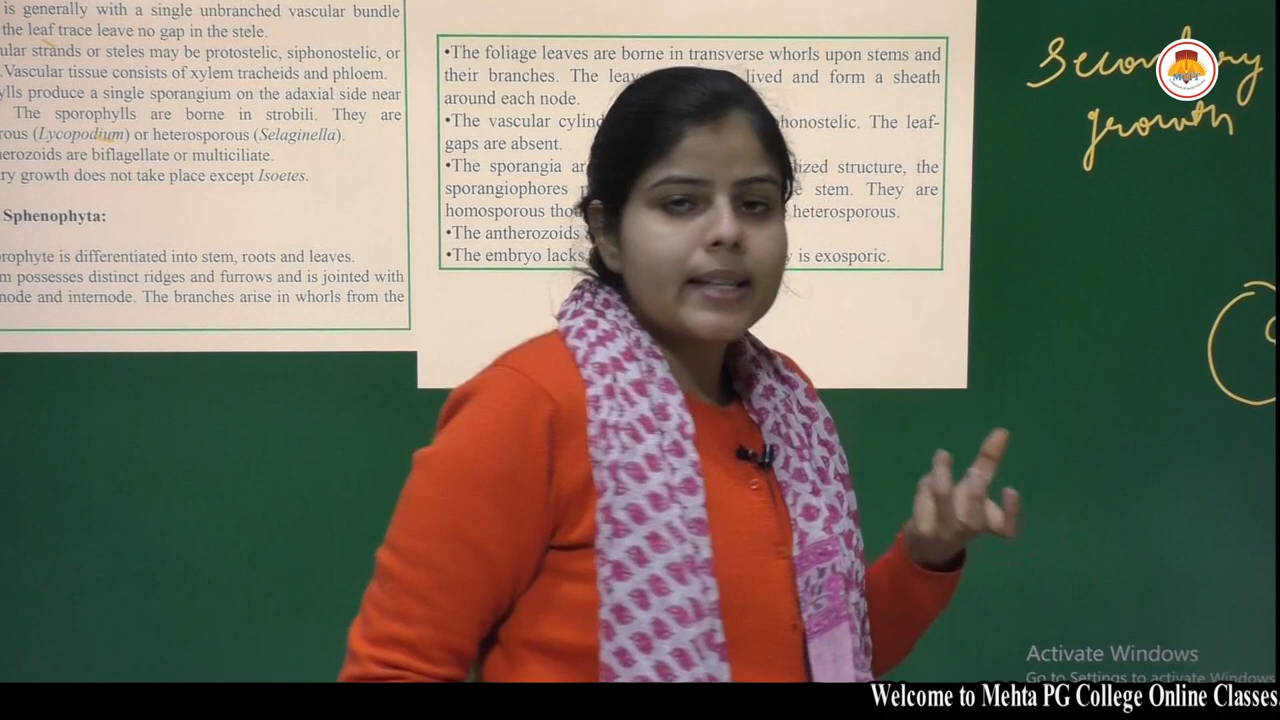 is generally with a single unbranched vascular bundle
the leaf trace leave no gap in the stele.
ular strands or steles may be protostelic, siphonostelic, or
. Vascular tissue consists of xylem tracheids and phloem.
ylls produce a single sporangium on the adaxial side near
The sporophylls are borne in strobili. They are
rous (Lycopodium) or heterosporous (Selaginella).
erozoids are biflagellate or multiciliate.
ry growth does not take place except Isoetes.
Sphenophyta:
rophyte is differentiated into stem, roots and leaves.
m possesses distinct ridges and furrows and is jointed with
node and internode. The branches arise in whorls from the
•The foliage leaves are borne in transverse whorls upon stems and
their branches. The leav lived and form a sheath
around each node.
•The vascular cylind honostelic. The leaf-
gaps are absent.
•The sporangia ar ized structure, the
sporangiophores stem. They are
homosporous thou heterosporous.
•The antherozoids
•The embryo lacks is exosporic.
Secondary
growth
Activate Windows
Go to Settings to activate Windows
Welcome to Mehta PG College Online Classes